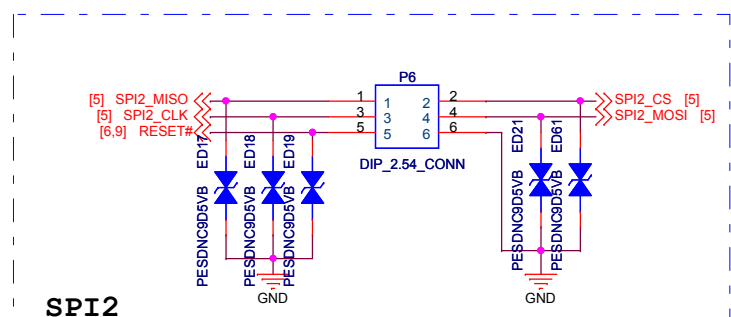 P6
[5] SPI2_MISO 1 1 2 2 SPI2_CS [5]
[5] SPI2_CLK 3 3 4 4 SPI2_MOSI [5]
[6,9] RESET# 5 5 6 6
DIP_2.54_CONN
ED17
ED18
ED19
ED21
ED61
PESDNC9D5VB
PESDNC9D5VB
PESDNC9D5VB
PESDNC9D5VB
PESDNC9D5VB
GND
GND
SPI2